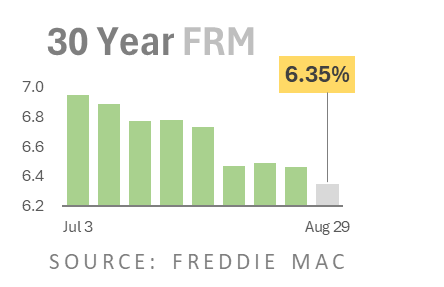 30 Year FRM
6.35%
7.0
6.8
6.6
6.4
6.2
Jul 3
Aug 29
SOURCE: FREDDIE MAC